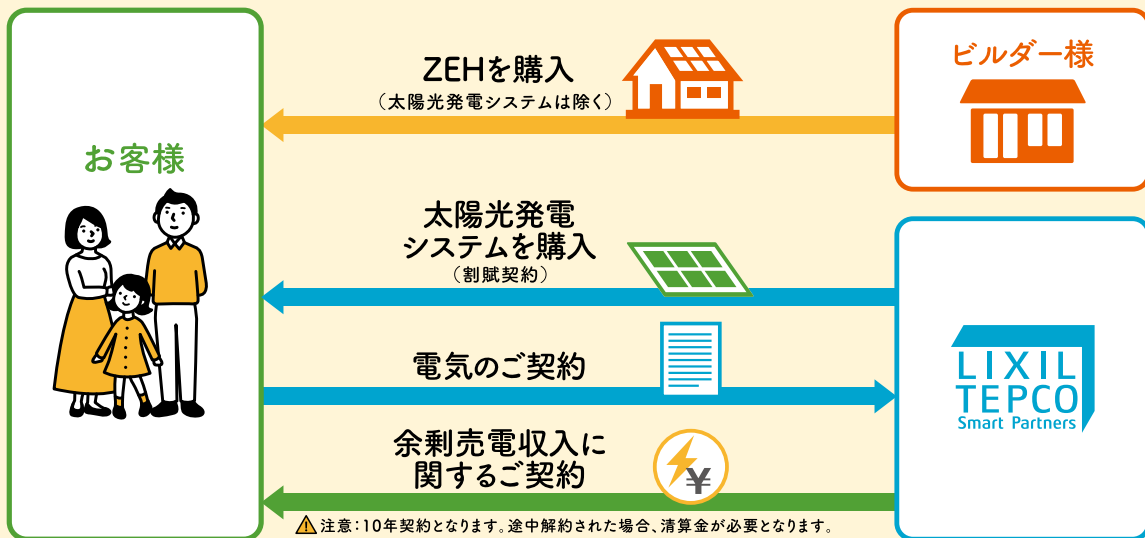 お客様
ZEHを購入
（太陽光発電システムは除く）
ビルダー様
太陽光発電
システムを購入
（割賦契約）
電気のご契約
余剰売電収入に
関するご契約
¥
LIXIL
TEPCO
Smart Partners
注意：10年契約となります。途中解約された場合、清算金が必要となります。